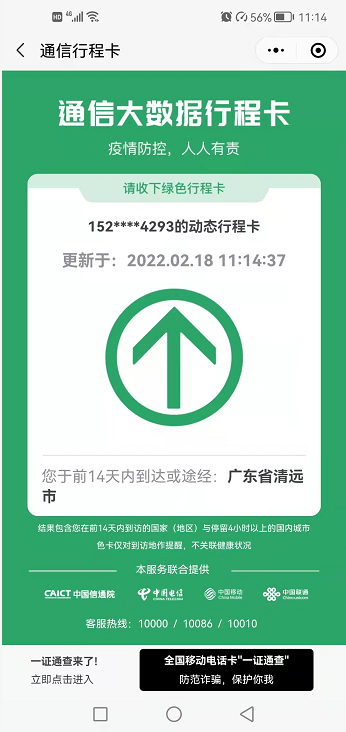 HD 4G 56% 11:14
通信行程卡
通信大数据行程卡
疫情防控，人人有责
请收下绿色行程卡
152****4293的动态行程卡
更新于：2022.02.18 11:14:37
您于前14天内到达或途经：广东省清远
市
结果包含您在前14天内到访的国家（地区）与停留4小时以上的国内城市
色卡仅对到访地作提醒，不关联健康状况
本服务联合提供
CAICT 中国信通院 中国电信 CHINA TELECOM 中国移动 China Mobile 中国联通 China unicom
客服热线：10000 / 10086 / 10010
一证通查来了！ 全国移动电话卡"一证通查"
立即点击进入 防范诈骗，保护你我